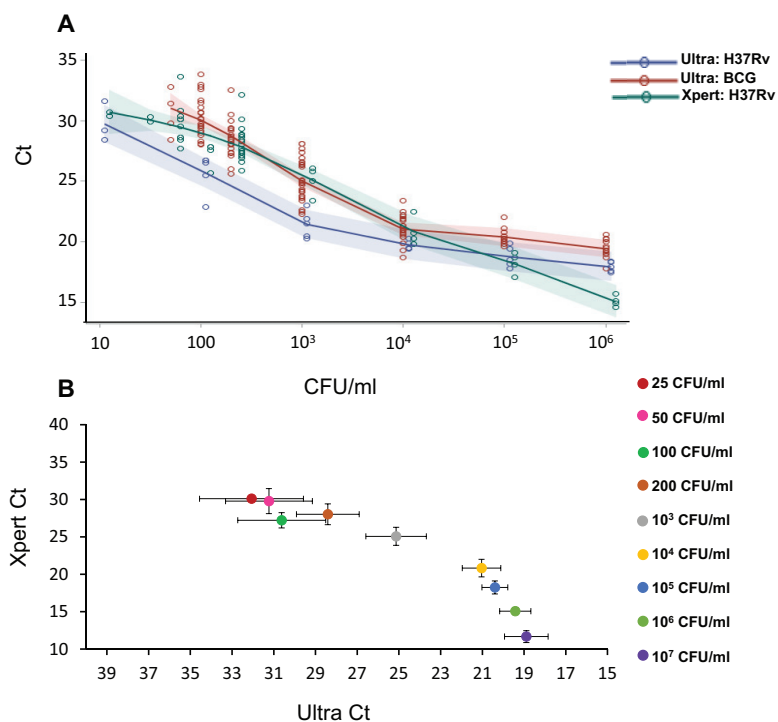 A
35
30
25
20
15
Ct
10 100 10³ 10⁴ 10⁵ 10⁶
CFU/ml
Ultra: H37Rv
Ultra: BCG
Xpert: H37Rv
B
40
35
30
25
20
15
10
Xpert Ct
39 37 35 33 31 29 27 25 23 21 19 17 15
Ultra Ct
25 CFU/ml
50 CFU/ml
100 CFU/ml
200 CFU/ml
10³ CFU/ml
10⁴ CFU/ml
10⁵ CFU/ml
10⁶ CFU/ml
10⁷ CFU/ml